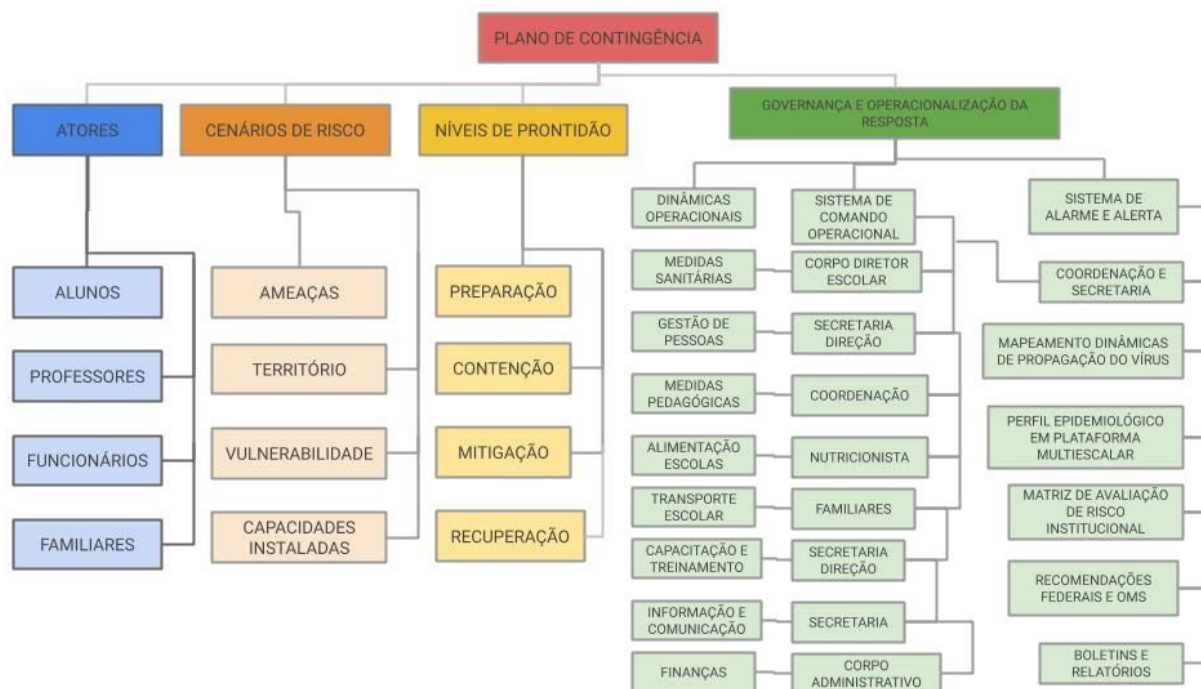 PLANO DE CONTINGÊNCIA
ATORES
CENÁRIOS DE RISCO
NÍVEIS DE PRONTIDÃO
GOVERNANÇA E OPERACIONALIZAÇÃO DA
RESPOSTA
ALUNOS
PROFESSORES
FUNCIONÁRIOS
FAMILIARES
AMEAÇAS
TERRITÓRIO
VULNERABILIDADE
CAPACIDADES
INSTALADAS
PREPARAÇÃO
CONTENÇÃO
MITIGAÇÃO
RECUPERAÇÃO
DINÂMICAS
OPERACIONAIS
MEDIDAS
SANITÁRIAS
GESTÃO DE
PESSOAS
MEDIDAS
PEDAGÓGICAS
ALIMENTAÇÃO
ESCOLAS
TRANSPORTE
ESCOLAR
CAPACITAÇÃO E
TREINAMENTO
INFORMAÇÃO E
COMUNICAÇÃO
FINANÇAS
SISTEMA DE
COMANDO
OPERACIONAL
CORPO DIRETOR
ESCOLAR
SECRETARIA
DIREÇÃO
COORDENAÇÃO
NUTRICIONISTA
FAMILIARES
SECRETARIA
DIREÇÃO
SECRETARIA
CORPO
ADMINISTRATIVO
SISTEMA DE
ALARME E ALERTA
COORDENAÇÃO E
SECRETARIA
MAPEAMENTO DINÂMICAS
DE PROPAGAÇÃO DO VÍRUS
PERFIL EPIDEMIOLÓGICO
EM PLATAFORMA
MULTIESCALAR
MATRIZ DE AVALIAÇÃO
DE RISCO
INSTITUCIONAL
RECOMENDAÇÕES
FEDERAIS E OMS
BOLETINS E
RELATÓRIOS